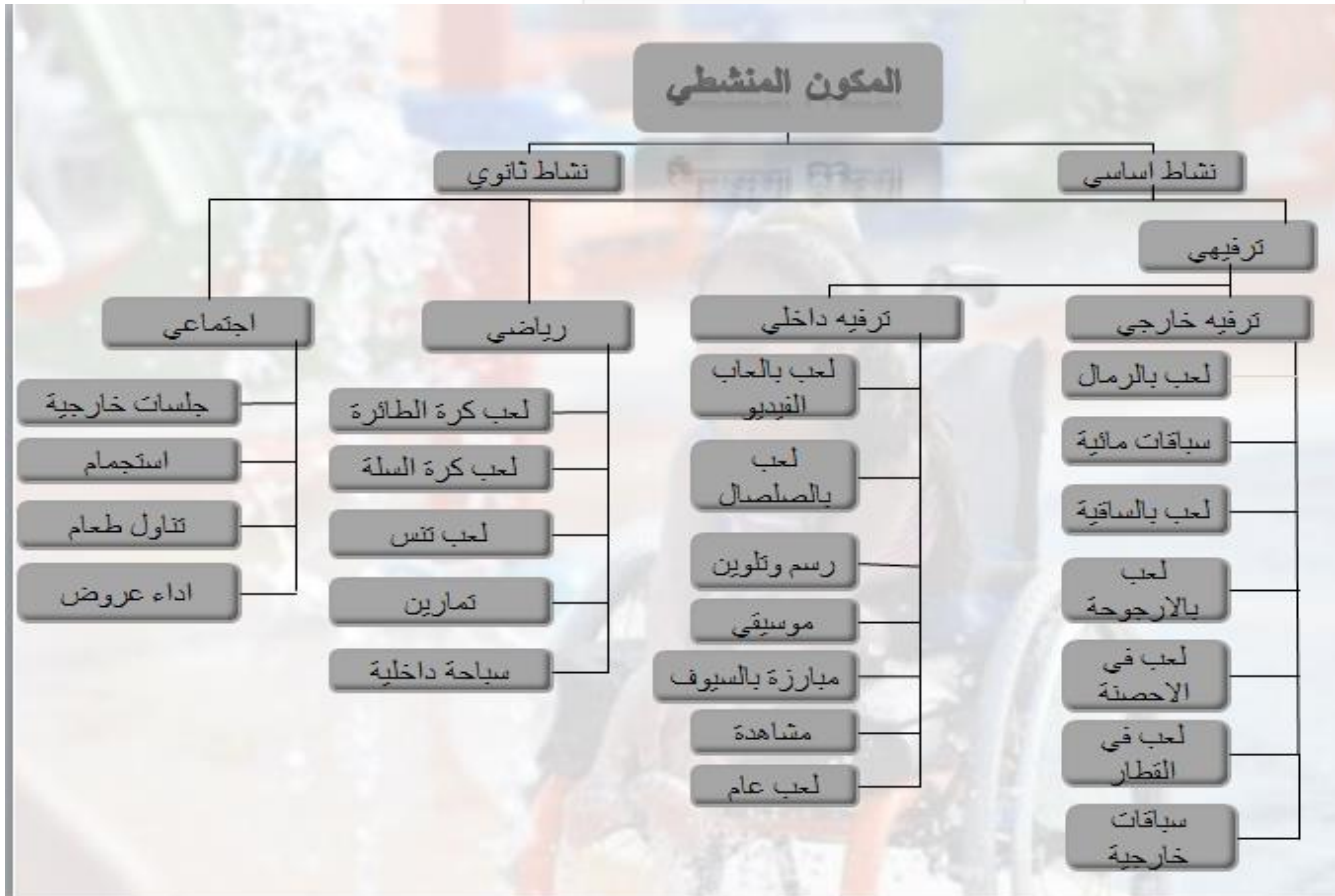 المكون المنشطي
نشاط اساسي
نشاط ثانوي
ترفيهي
ترفيه خارجي
لعب بالرمال
سباقات مائية
لعب بالساقية
لعب
بالارجوحة
لعب في
الاحصنة
لعب في
القطار
سباقات
خارجية
ترفيه داخلي
لعب بالعاب
الفيديو
لعب
بالصلصال
رسم وتلوين
موسيقي
مبارزة بالسيوف
مشاهدة
لعب عام
رياضي
لعب كرة الطائرة
لعب كرة السلة
لعب تنس
تمارين
سباحة داخلية
اجتماعي
جلسات خارجية
استجمام
تناول طعام
اداء عروض